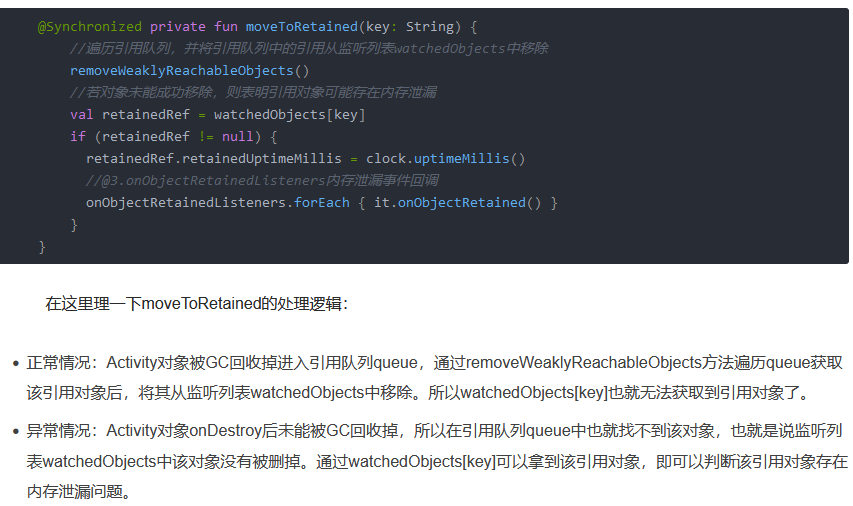 @Synchronized private fun moveToRetained(key: String) {
//遍历引用队列，并将引用队列中的引用从监听列表watchedObjects中移除
removeWeaklyReachableObjects()
//若对象未能成功移除，则表明引用对象可能存在内存泄漏
val retainedRef = watchedObjects[key]
if (retainedRef != null) {
retainedRef.retainedUptimeMillis = clock.uptimeMillis()
//@3.onObjectRetainedListeners内存泄漏事件回调
onObjectRetainedListeners.forEach { it.onObjectRetained() }
}
}
在这里理一下moveToRetained的处理逻辑：
• 正常情况：Activity对象被GC回收掉进入引用队列queue，通过removeWeaklyReachableObjects方法遍历queue获取
该引用对象后，将其从监听列表watchedObjects中移除。所以watchedObjects[key]也就无法获取到引用对象了。
• 异常情况：Activity对象onDestroy后未能被GC回收掉，所以在引用队列queue中也就找不到该对象，也就是说监听列
表watchedObjects中该对象没有被删掉。通过watchedObjects[key]可以拿到该引用对象，即可以判断该引用对象存在
内存泄漏问题。